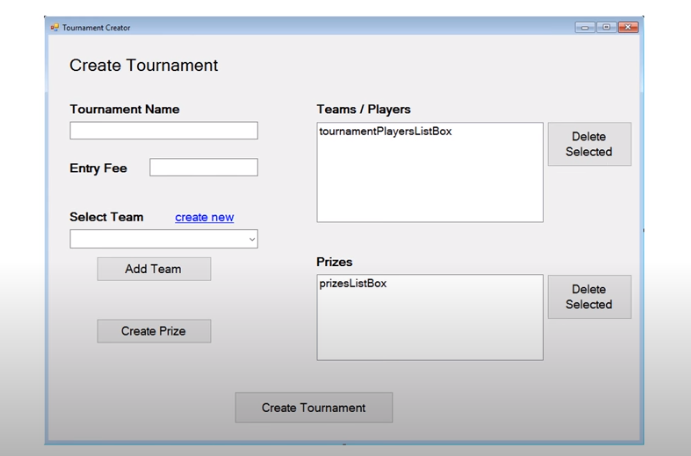 Tournament Creator
Create Tournament
Tournament Name
Entry Fee
Select Team create new
Add Team
Create Prize
Teams / Players
tournamentPlayersListBox
Delete
Selected
Prizes
prizesListBox
Delete
Selected
Create Tournament